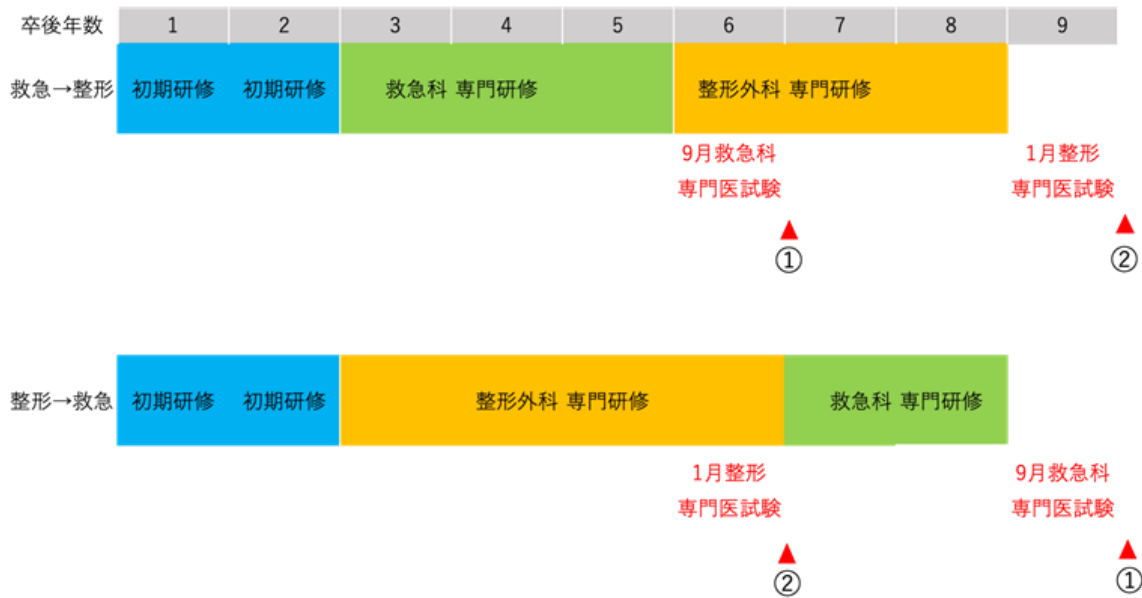 卒後年数 1 2 3 4 5 6 7 8 9
救急→整形 初期研修 初期研修 救急科 専門研修 整形外科 専門研修
9月救急科 1月整形
専門医試験 専門医試験
▲ ▲
① ②
整形→救急 初期研修 初期研修 整形外科 専門研修 救急科 専門研修
1月整形 9月救急科
専門医試験 専門医試験
▲ ▲
② ①